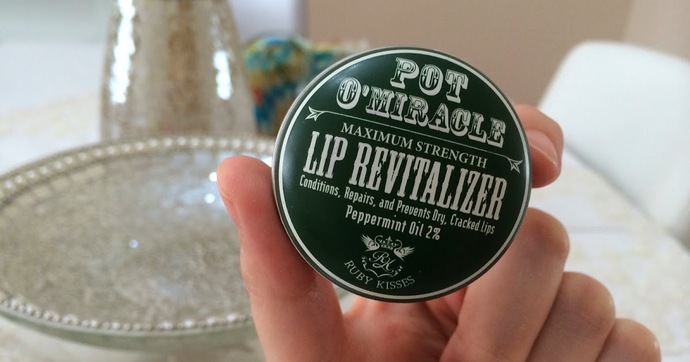 POT
O'MIRACLE
MAXIMUM STRENGTH
LIP REVITALIZER
Conditions, Repairs, and Prevents Dry, Cracked Lips
Peppermint Oil 2%
RK
RUBY KISSES